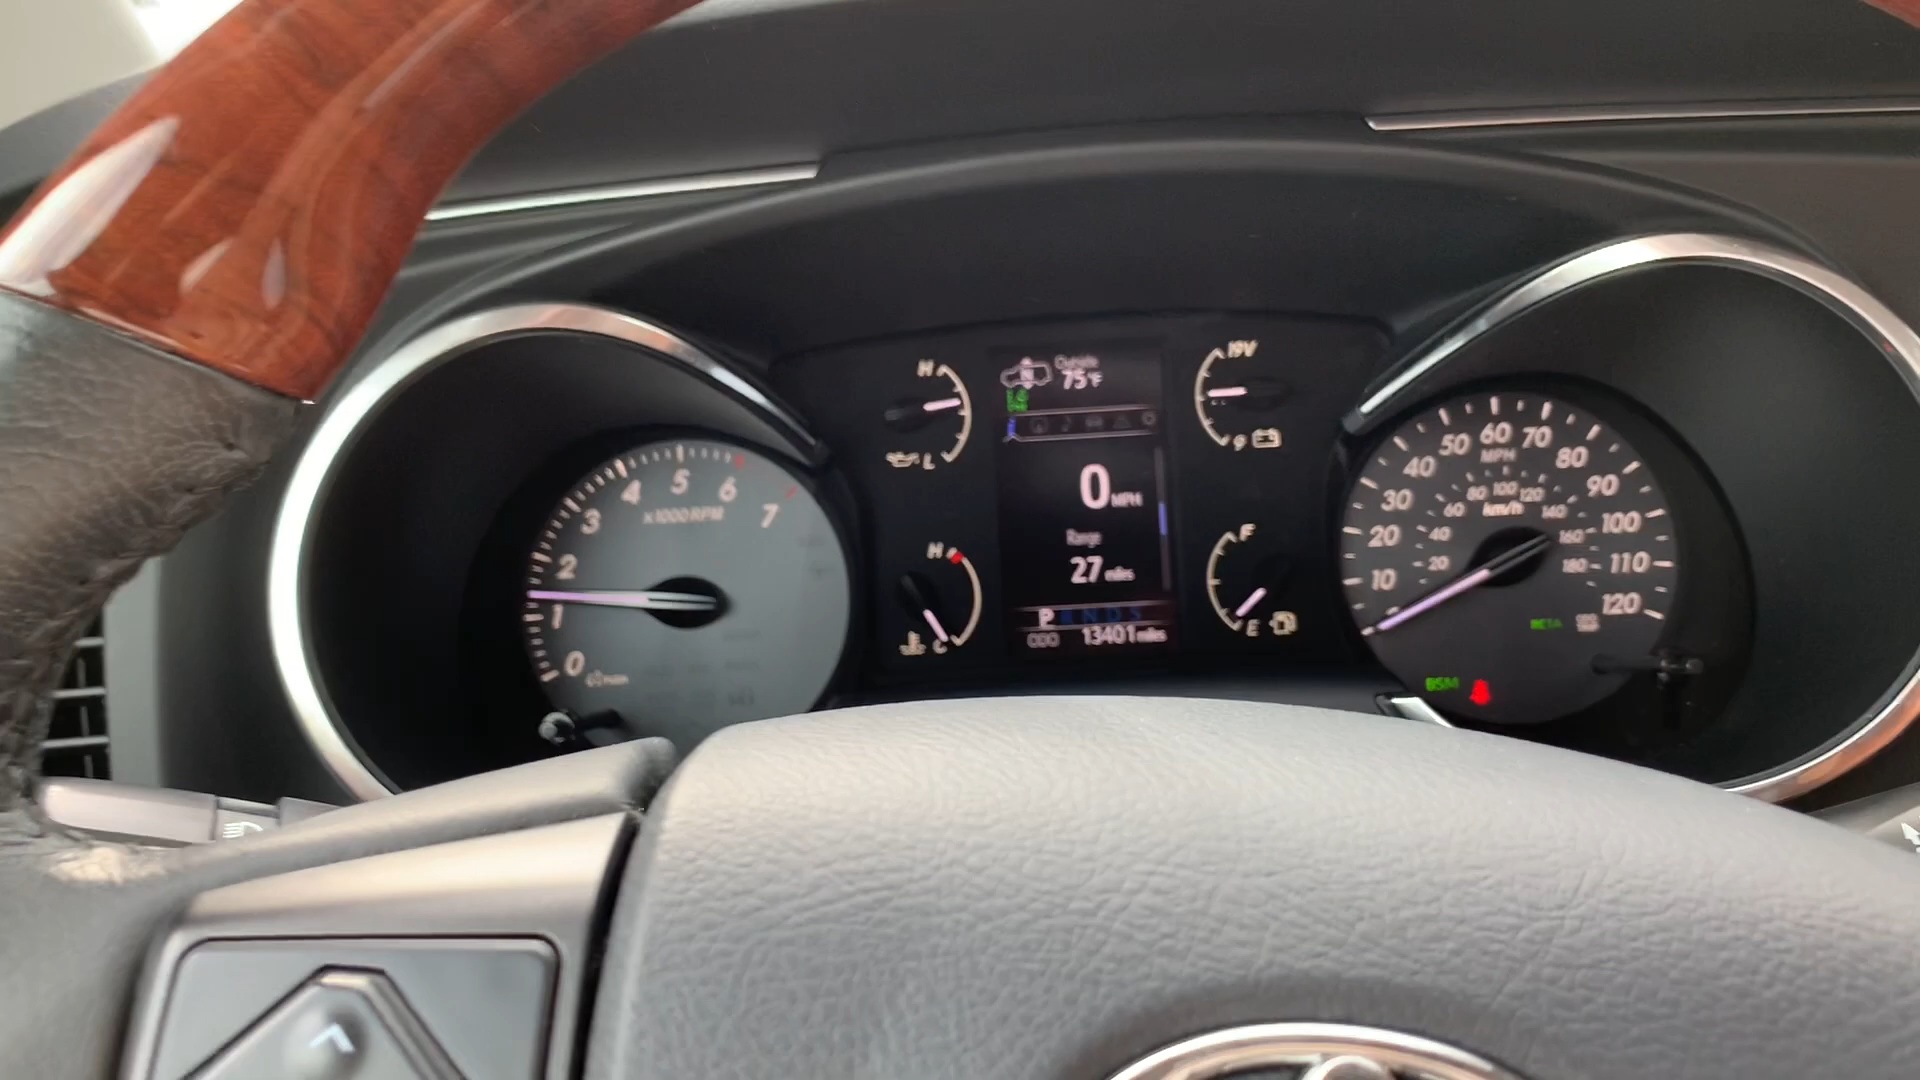 H
L
Outside
75°F
N
19V
9
0 MPH
Range
27 miles
P R N D S
ODO 13401 miles
H
C
F
E
0 1 2 3 4 5 6 7
x1000RPM
10 20 30 40 50 60 70 80 90 100 110 120
MPH
20 40 60 80 100 120 140 160 180
km/h
RCTA
BSM